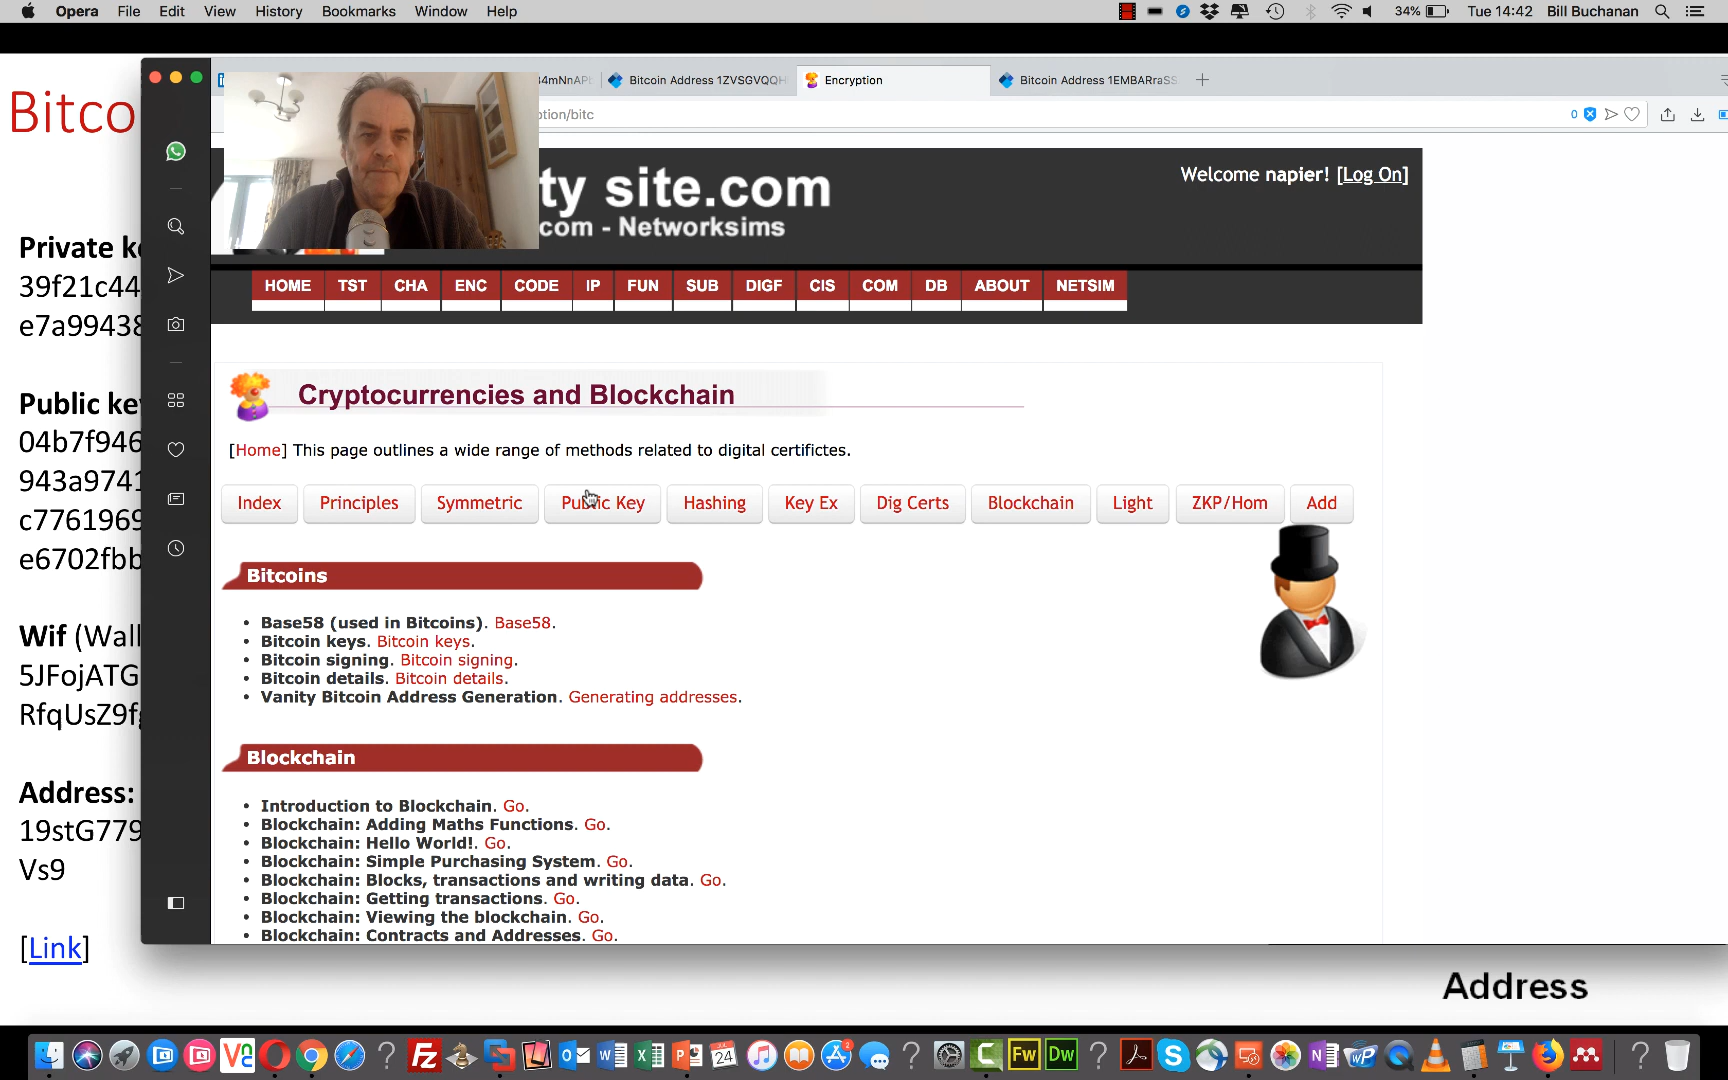 Opera File Edit View History Bookmarks Window Help
34% Tue 14:42 Bill Buchanan
Bitco
Private k
39f21c44
e7a99438
Public ke
04b7f946
943a9741
c7761969
e6702fbb
Wif (Wall
5JFojATG
RfqUsZ9f
Address:
19stG779
Vs9
[Link]
Bitcoin Address 1ZVSGVQQH
Encryption
Bitcoin Address 1EMBARraSS
tion/bitc
0
ty site.com
com - Networksims
Welcome napier! [Log On]
HOME TST CHA ENC CODE IP FUN SUB DIGF CIS COM DB ABOUT NETSIM
Cryptocurrencies and Blockchain
[Home] This page outlines a wide range of methods related to digital certifictes.
Index Principles Symmetric Public Key Hashing Key Ex Dig Certs Blockchain Light ZKP/Hom Add
Bitcoins
• Base58 (used in Bitcoins). Base58.
• Bitcoin keys. Bitcoin keys.
• Bitcoin signing. Bitcoin signing.
• Bitcoin details. Bitcoin details.
• Vanity Bitcoin Address Generation. Generating addresses.
Blockchain
• Introduction to Blockchain. Go.
• Blockchain: Adding Maths Functions. Go.
• Blockchain: Hello World!. Go.
• Blockchain: Simple Purchasing System. Go.
• Blockchain: Blocks, transactions and writing data. Go.
• Blockchain: Getting transactions. Go.
• Blockchain: Viewing the blockchain. Go.
• Blockchain: Contracts and Addresses. Go.
Address